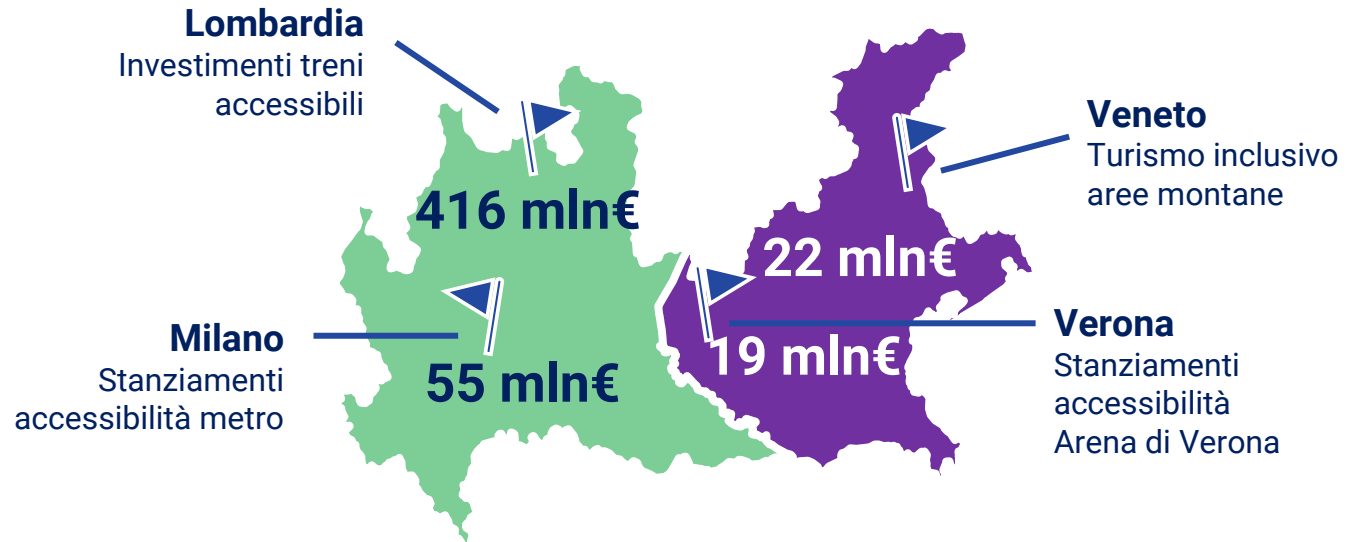 Lombardia
Investimenti treni
accessibili
416 mln€
Milano
Stanziamenti
accessibilità metro
55 mln€
Veneto
Turismo inclusivo
aree montane
22 mln€
Verona
Stanziamenti
accessibilità
Arena di Verona
19 mln€